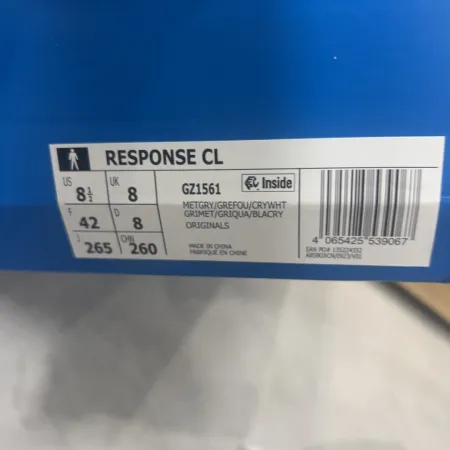 RESPONSE CL
US 8½ UK 8
F 42 D 8
J 265 CHN 260
GZ1561
Inside
METGRY/GREFOU/CRYWHT
GRIMET/GRIQUA/BLACRY
ORIGINALS
MADE IN CHINA
FABRIQUÉ EN CHINE
4 065425 539067